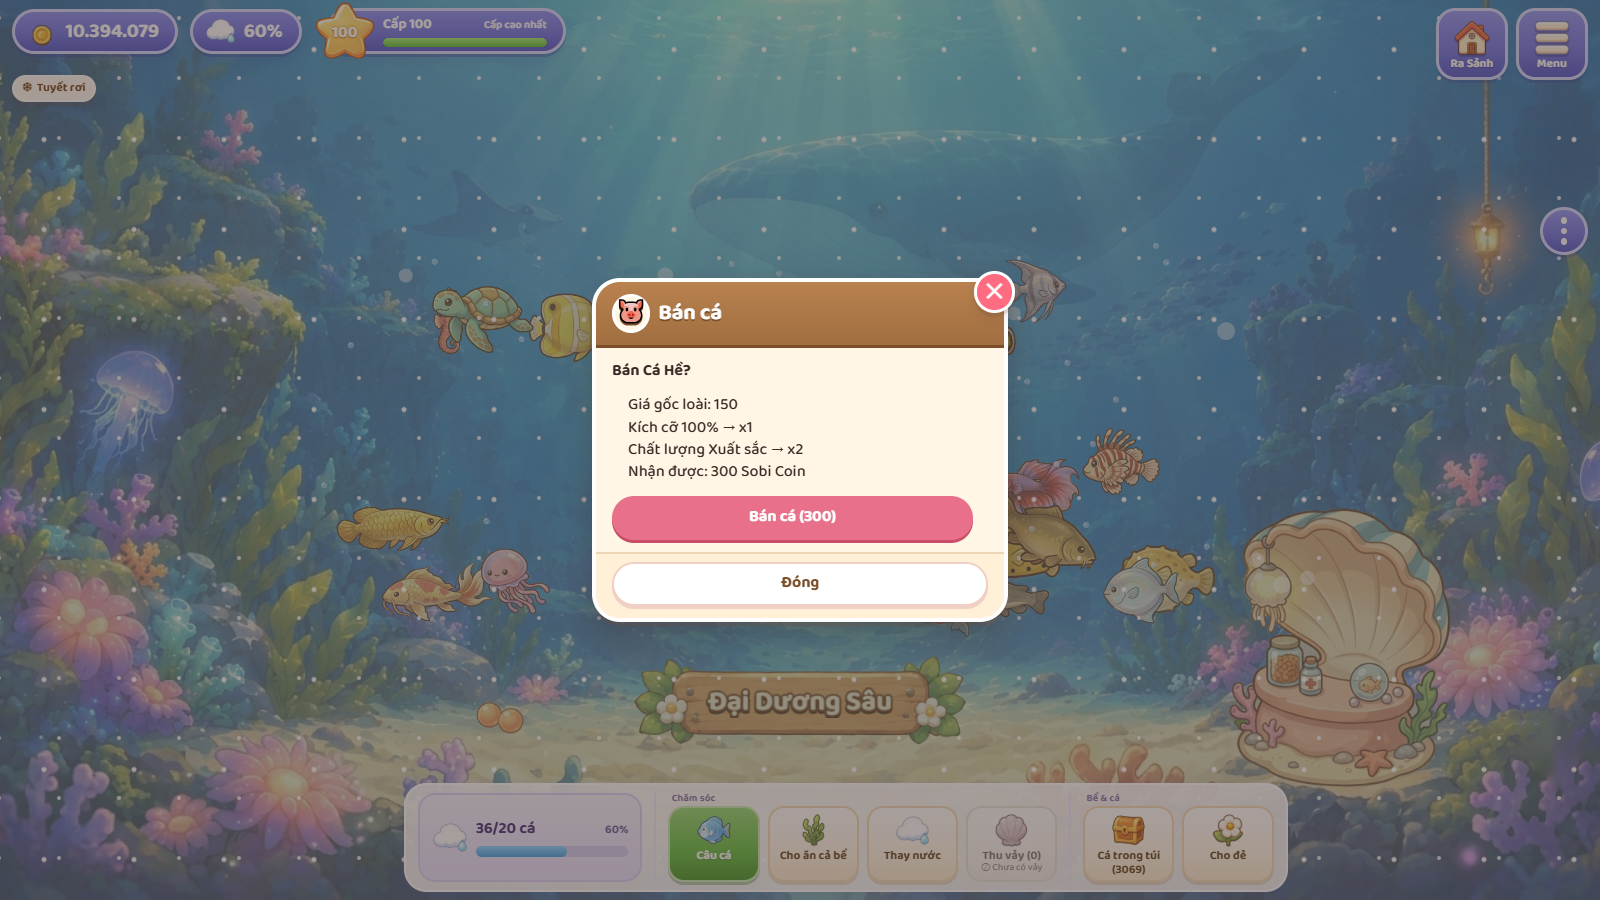 10.394.079
60%
100
Cấp 100
Cấp cao nhất
Ra Sảnh
Menu
Tuyết rơi
Bán cá
Bán Cá Hề?
Giá gốc loài: 150
Kích cỡ 100% → x1
Chất lượng Xuất sắc → x2
Nhận được: 300 Sobi Coin
Bán cá (300)
Đóng
Đại Dương Sâu
36/20 cá
60%
Chăm sóc
Câu cá
Cho ăn cả bể
Thay nước
Thu vảy (0)
Chưa có vảy
Bể & cá
Cá trong túi
(3069)
Cho đẻ